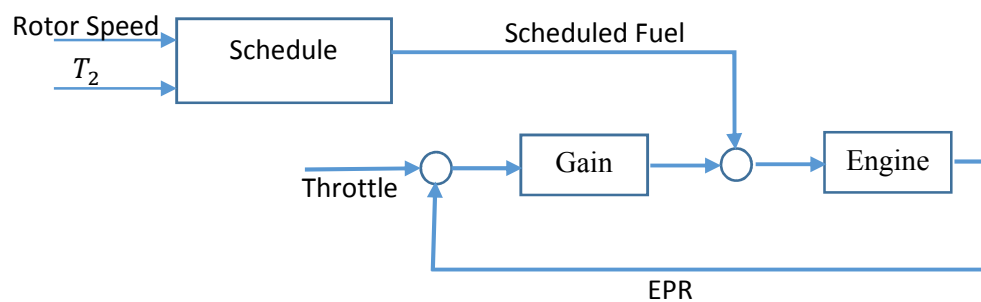 Rotor Speed
Schedule
Scheduled Fuel
T₂
Gain
Engine
Throttle
EPR